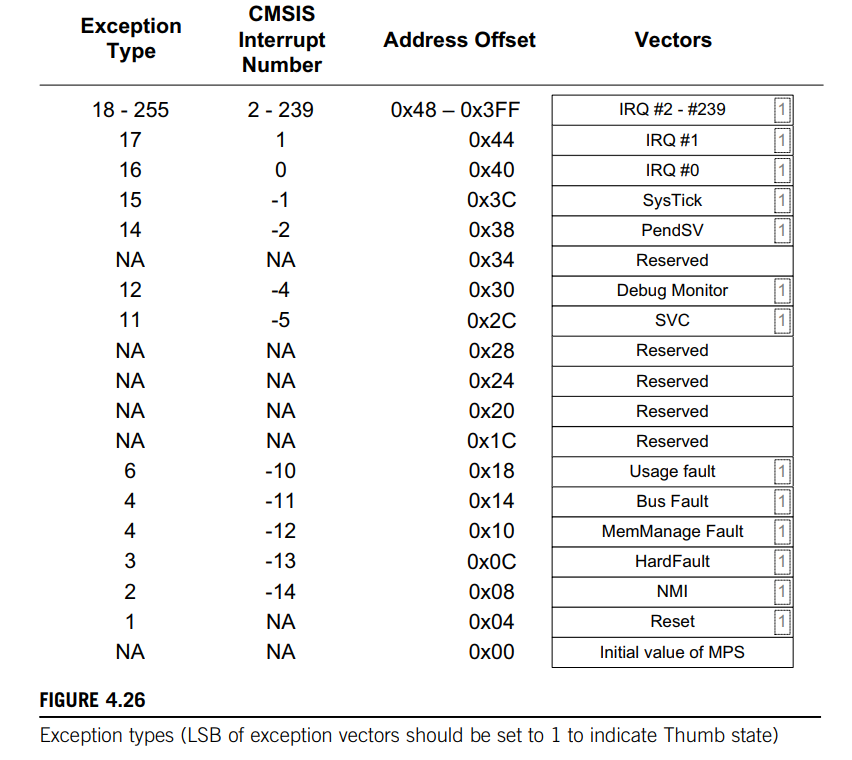 Exception Type CMSIS Interrupt Number Address Offset Vectors
18 - 255 2 - 239 0x48 – 0x3FF IRQ #2 - #239 1
17 1 0x44 IRQ #1 1
16 0 0x40 IRQ #0 1
15 -1 0x3C SysTick 1
14 -2 0x38 PendSV 1
NA NA 0x34 Reserved
12 -4 0x30 Debug Monitor 1
11 -5 0x2C SVC 1
NA NA 0x28 Reserved
NA NA 0x24 Reserved
NA NA 0x20 Reserved
NA NA 0x1C Reserved
6 -10 0x18 Usage fault 1
4 -11 0x14 Bus Fault 1
4 -12 0x10 MemManage Fault 1
3 -13 0x0C HardFault 1
2 -14 0x08 NMI 1
1 NA 0x04 Reset 1
NA NA 0x00 Initial value of MPS
FIGURE 4.26
Exception types (LSB of exception vectors should be set to 1 to indicate Thumb state)